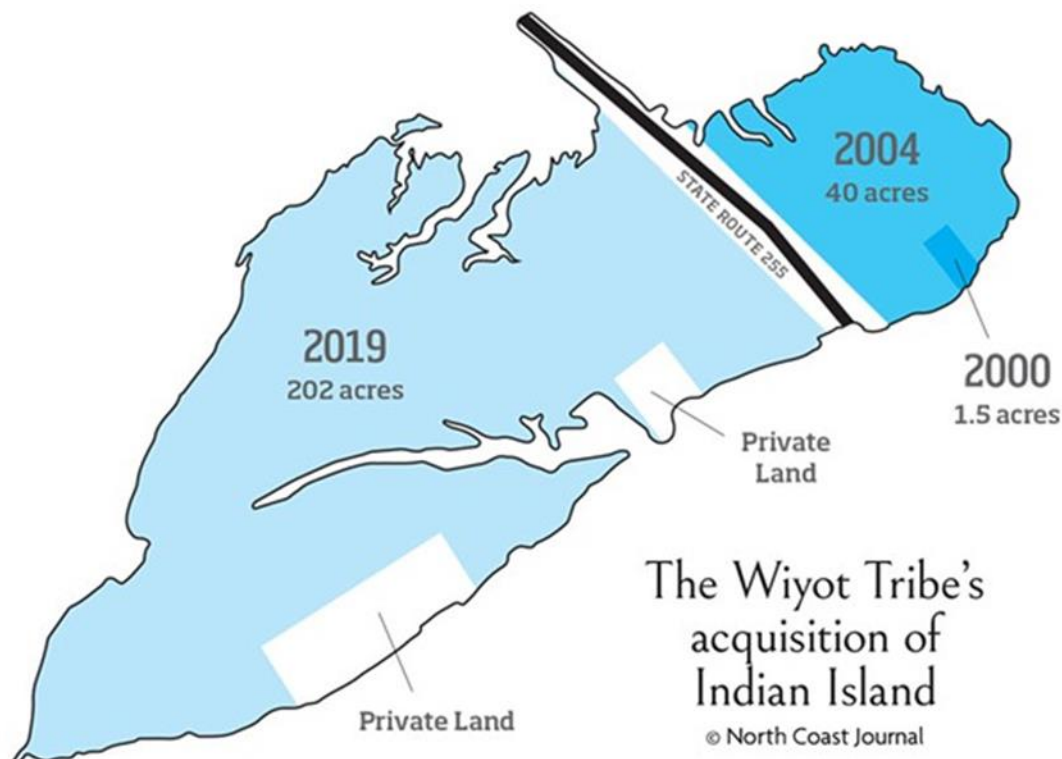 2004
40 acres
STATE ROUTE 255
2019
202 acres
2000
1.5 acres
Private
Land
Private Land
The Wiyot Tribe’s
acquisition of
Indian Island
© North Coast Journal